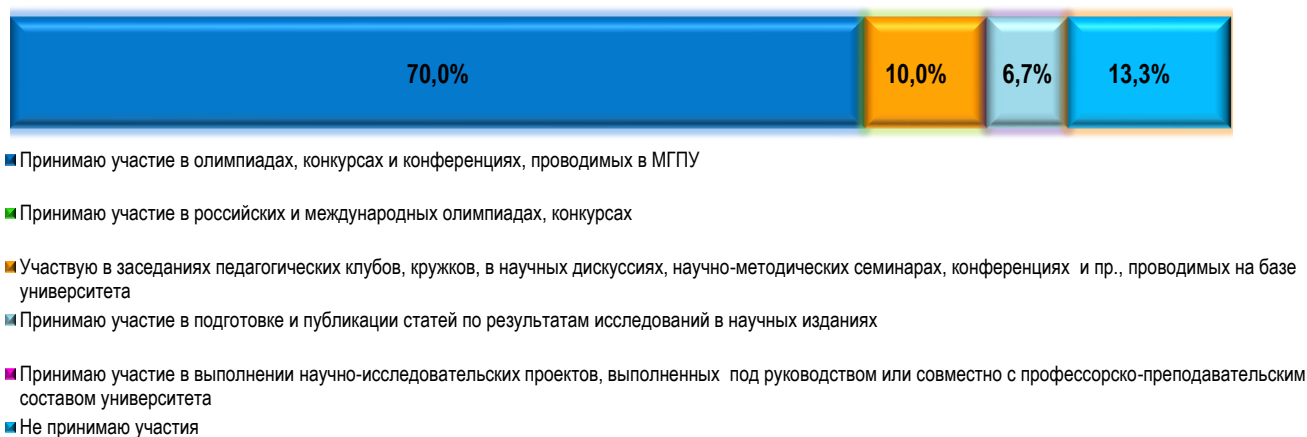 70,0% 10,0% 6,7% 13,3%
Принимаю участие в олимпиадах, конкурсах и конференциях, проводимых в МГПУ
Принимаю участие в российских и международных олимпиадах, конкурсах
Участвую в заседаниях педагогических клубов, кружков, в научных дискуссиях, научно-методических семинарах, конференциях и пр., проводимых на базе
университета
Принимаю участие в подготовке и публикации статей по результатам исследований в научных изданиях
Принимаю участие в выполнении научно-исследовательских проектов, выполненных под руководством или совместно с профессорско-преподавательским
составом университета
Не принимаю участия